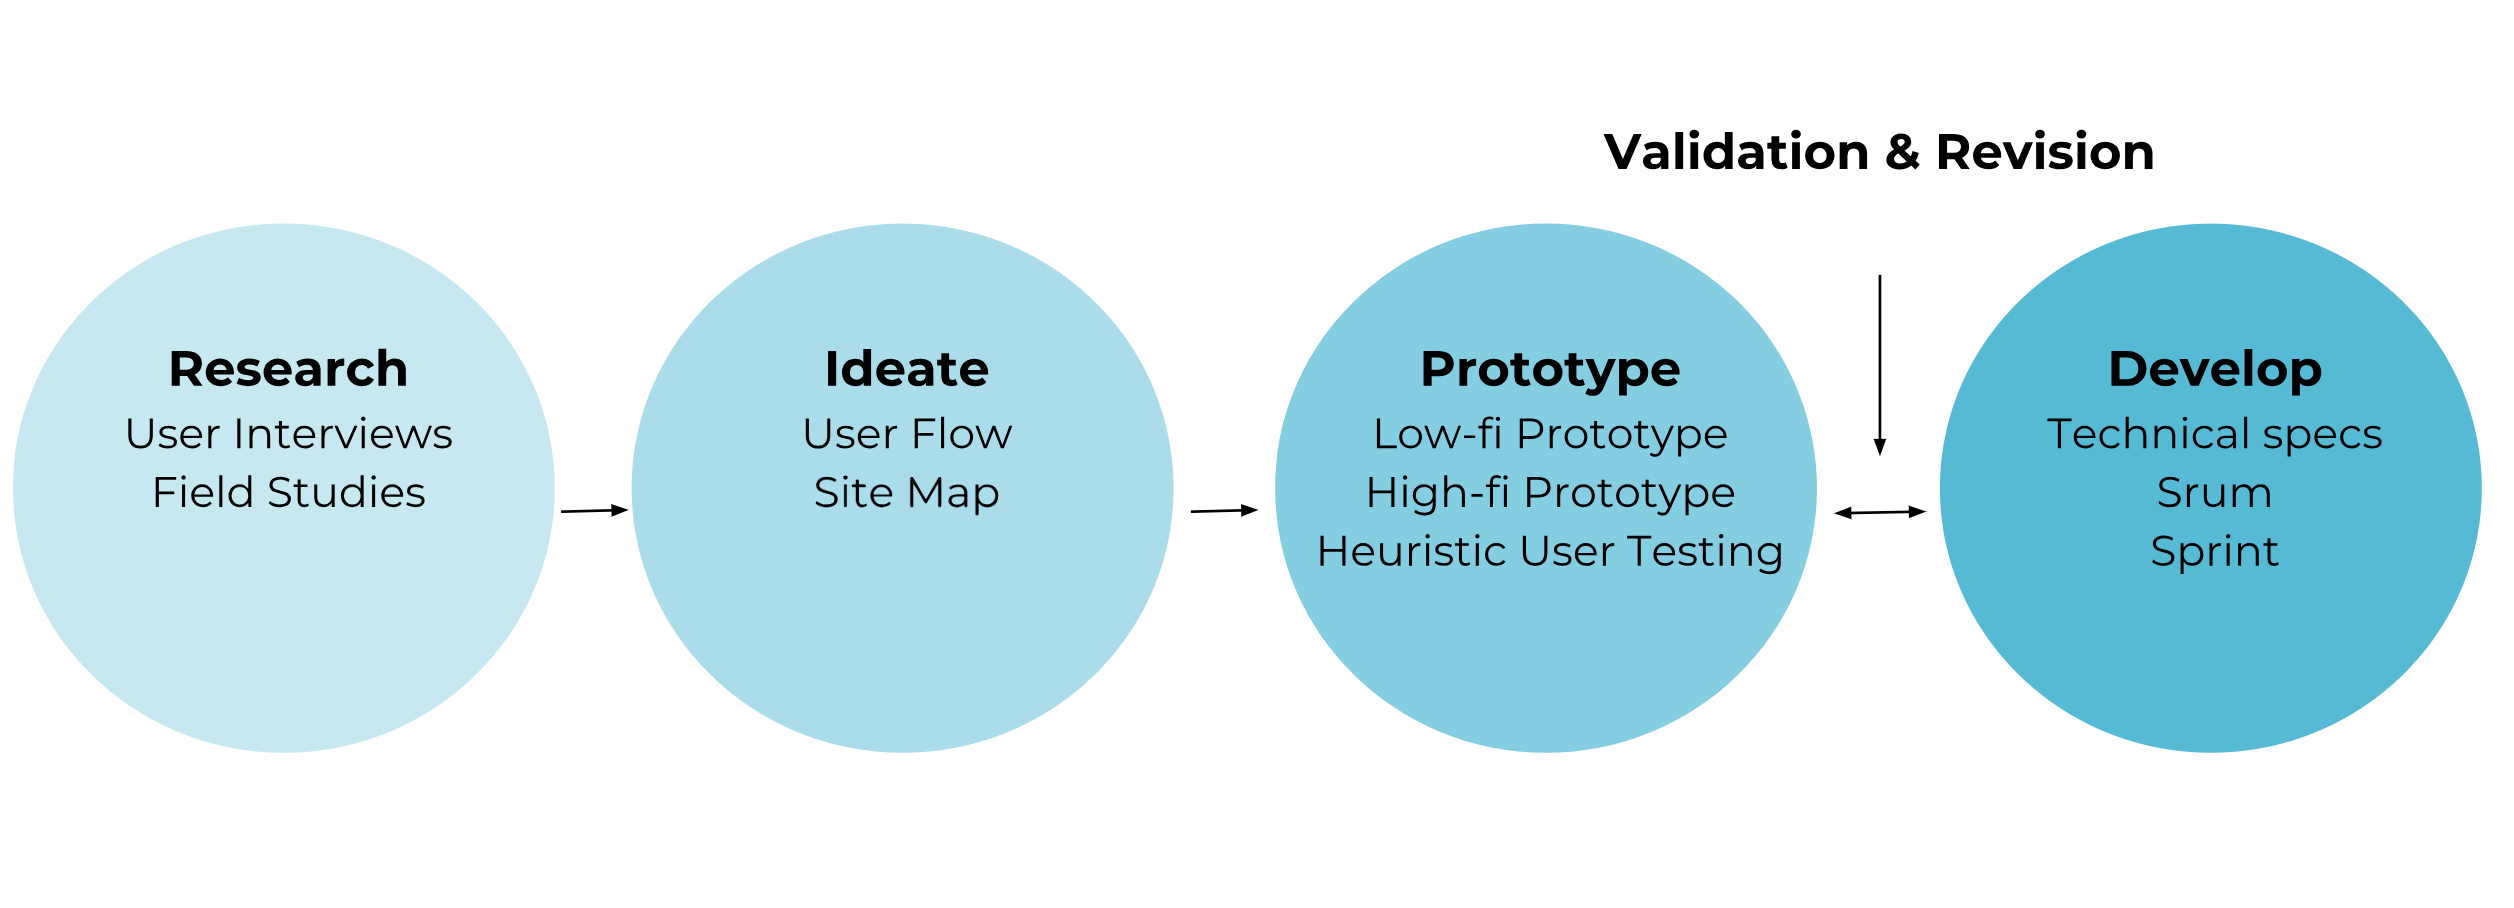 Validation & Revision
Research
User Interviews
Field Studies
Ideate
User Flow
Site Map
Prototype
Low-fi Prototype
High-fi Prototype
Heuristic User Testing
Develop
Technical specs
Srum
Sprint